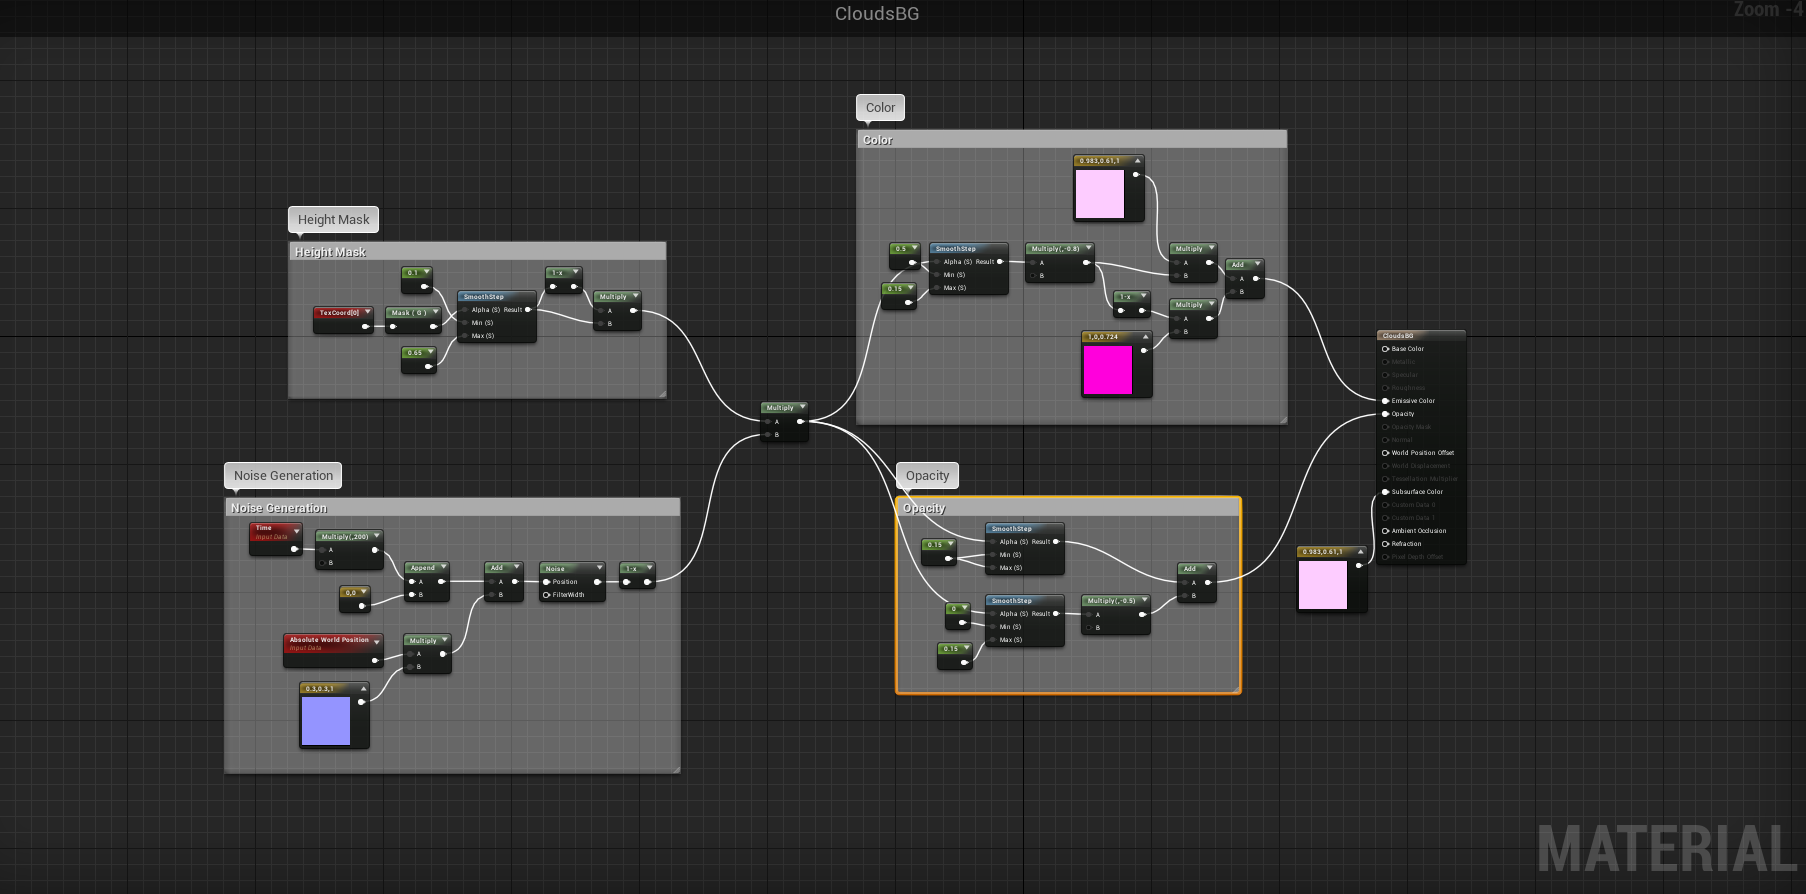 CloudsBG
Zoom -4
Color
Color
0.983,0.61,1
0.5
SmoothStep
Alpha (S) Result
Min (S)
Max (S)
0.15
Multiply(,-0.8)
A
B
1-x
Multiply
A
B
Multiply
A
B
Add
A
B
1,0,0.724
Height Mask
Height Mask
0.1
TexCoord[0]
Mask ( G )
0.65
SmoothStep
Alpha (S) Result
Min (S)
Max (S)
1-x
Multiply
A
B
Multiply
A
B
Noise Generation
Noise Generation
Time
Input Data
Multiply(,200)
A
B
0,0
Append
A
B
Add
A
B
Noise
Position
FilterWidth
1-x
Absolute World Position
Input Data
Multiply
A
B
0.3,0.3,1
Opacity
Opacity
0.15
SmoothStep
Alpha (S) Result
Min (S)
Max (S)
0
0.15
SmoothStep
Alpha (S) Result
Min (S)
Max (S)
Multiply(,-0.5)
A
B
Add
A
B
0.983,0.61,1
CloudsBG
Base Color
Metallic
Specular
Roughness
Emissive Color
Opacity
Opacity Mask
Normal
World Position Offset
World Displacement
Tessellation Multiplier
Subsurface Color
Custom Data 0
Custom Data 1
Ambient Occlusion
Refraction
Pixel Depth Offset
MATERIAL